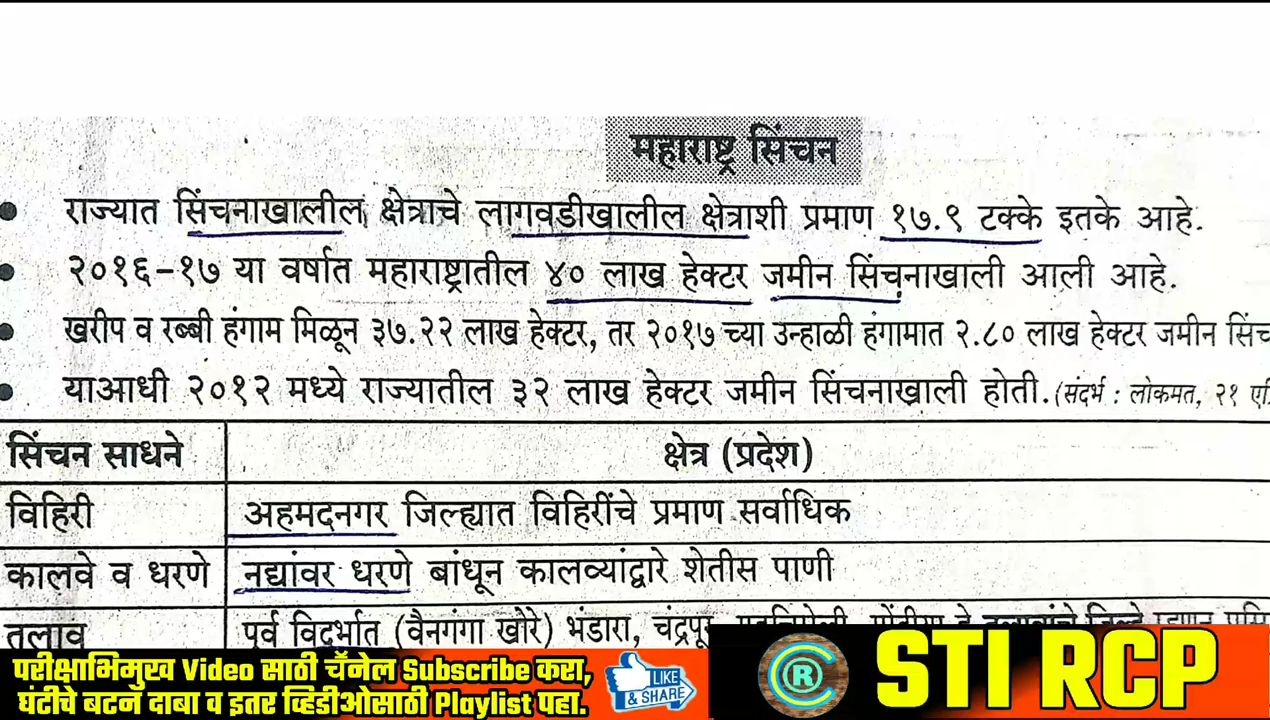 महाराष्ट्र सिंचन
राज्यात सिंचनाखालील क्षेत्राचे लागवडीखालील क्षेत्राशी प्रमाण १७.९ टक्के इतके आहे.
२०१६-१७ या वर्षात महाराष्ट्रातील ४० लाख हेक्टर जमीन सिंचनाखाली आली आहे.
खरीप व रब्बी हंगाम मिळून ३७.२२ लाख हेक्टर, तर २०१७ च्या उन्हाळी हंगामात २.८० लाख हेक्टर जमीन
याआधी २०१२ मध्ये राज्यातील ३२ लाख हेक्टर जमीन सिंचनाखाली होती. (संदर्भ : लोकमत, २१
सिंचन साधने क्षेत्र (प्रदेश)
विहिरी अहमदनगर जिल्ह्यात विहिरींचे प्रमाण सर्वाधिक
कालवे व धरणे नद्यांवर धरणे बांधून कालव्यांद्वारे शेतीस पाणी
तलाव पूर्व विदर्भात (वैनगंगा खोरे) भंडारा, चंद्रपूर,
परीक्षाभिमुख Video साठी चॅनेल Subscribe करा,
घंटीचे बटन दाबा व इतर व्हिडीओसाठी Playlist पहा.
LIKE
& SHARE
R
STI RCP